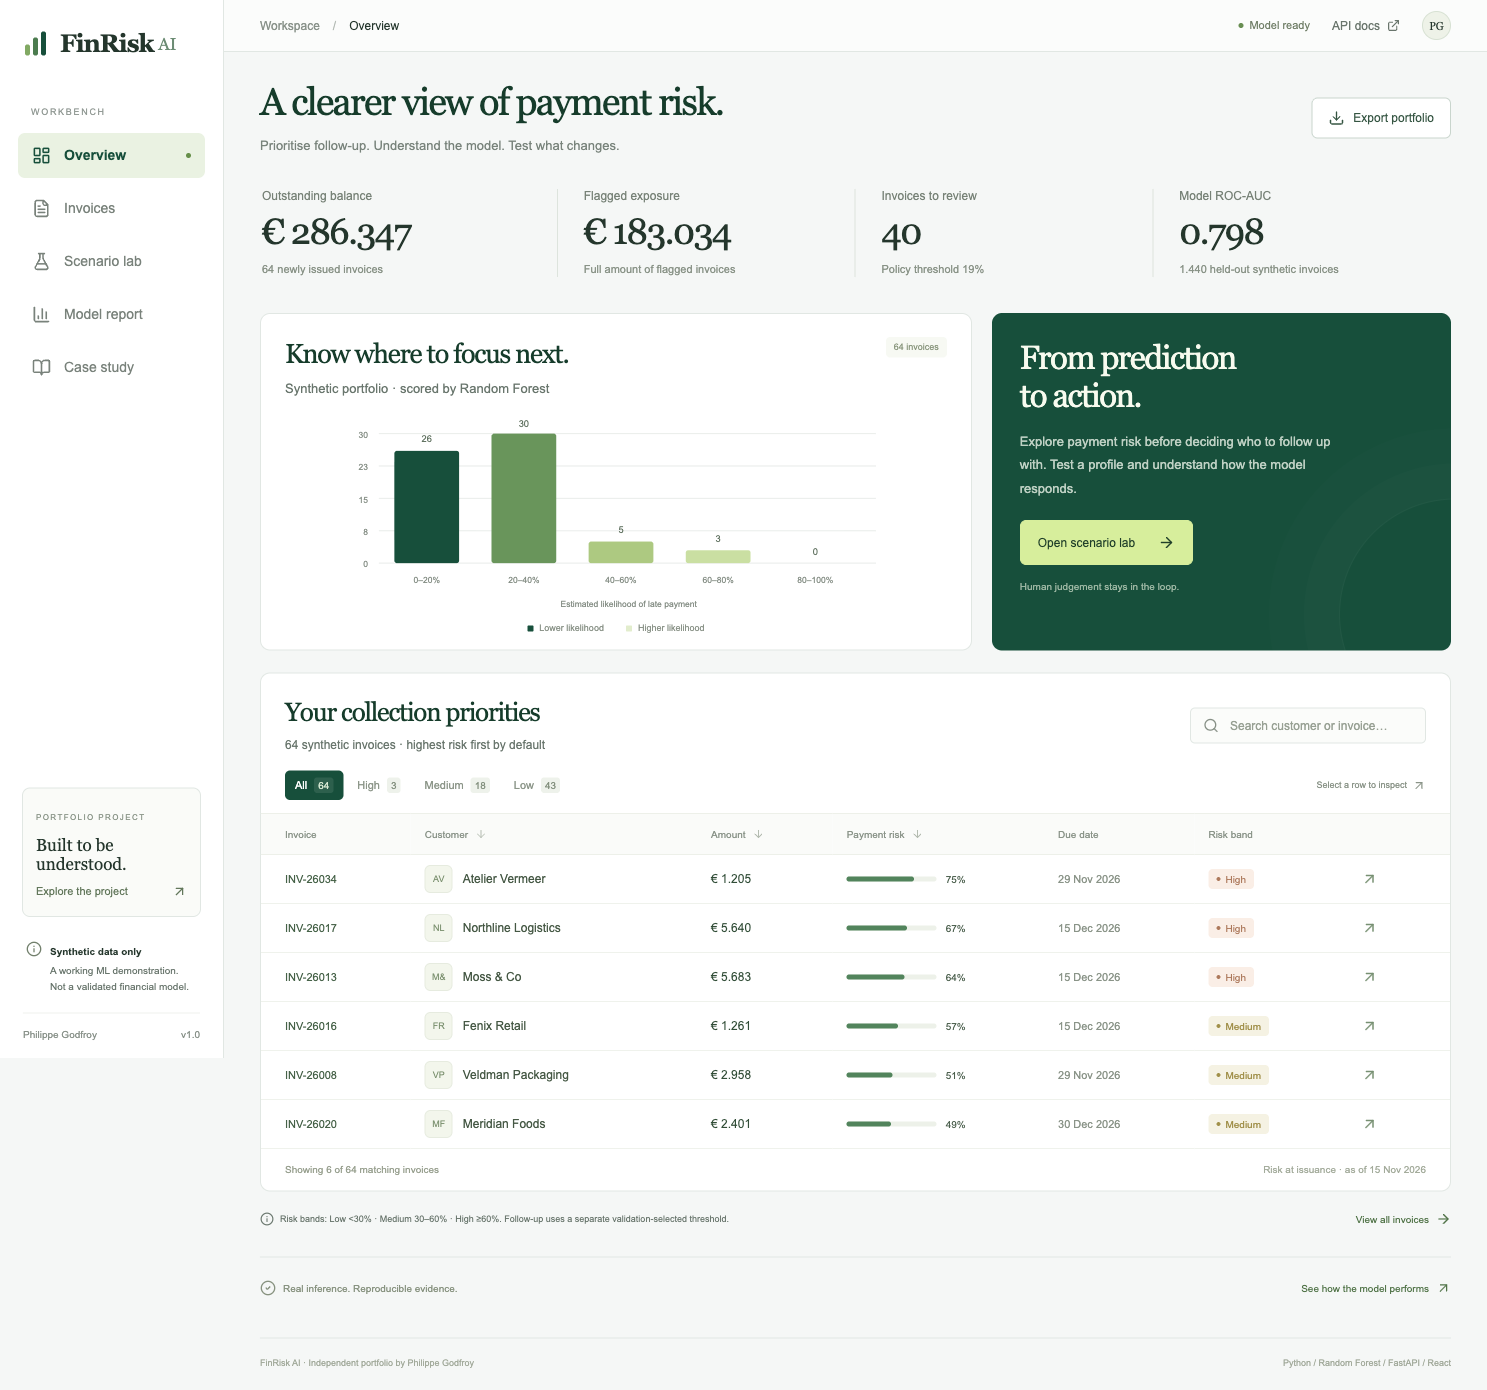 FinRisk AI
WORKBENCH
Overview
Invoices
Scenario lab
Model report
Case study
PORTFOLIO PROJECT
Built to be
understood.
Explore the project
Synthetic data only
A working ML demonstration.
Not a validated financial model.
Philippe Godfroy v1.0
Workspace / Overview
Model ready
API docs
PG
A clearer view of payment risk.
Prioritise follow-up. Understand the model. Test what changes.
Export portfolio
Outstanding balance
€ 286.347
64 newly issued invoices
Flagged exposure
€ 183.034
Full amount of flagged invoices
Invoices to review
40
Policy threshold 19%
Model ROC-AUC
0.798
1.440 held-out synthetic invoices
Know where to focus next.
64 invoices
Synthetic portfolio · scored by Random Forest
30
23
15
8
0
26
30
5
3
0
0–20%
20–40%
40–60%
60–80%
80–100%
Estimated likelihood of late payment
Lower likelihood
Higher likelihood
From prediction
to action.
Explore payment risk before deciding who to follow up
with. Test a profile and understand how the model
responds.
Open scenario lab
Human judgement stays in the loop.
Your collection priorities
64 synthetic invoices · highest risk first by default
Search customer or invoice…
All 64 High 3 Medium 18 Low 43
Select a row to inspect
Invoice Customer Amount Payment risk Due date Risk band
INV-26034 AV Atelier Vermeer € 1.205 75% 29 Nov 2026 High
INV-26017 NL Northline Logistics € 5.640 67% 15 Dec 2026 High
INV-26013 M& Moss & Co € 5.683 64% 15 Dec 2026 High
INV-26016 FR Fenix Retail € 1.261 57% 15 Dec 2026 Medium
INV-26008 VP Veldman Packaging € 2.958 51% 29 Nov 2026 Medium
INV-26020 MF Meridian Foods € 2.401 49% 30 Dec 2026 Medium
Showing 6 of 64 matching invoices
Risk at issuance · as of 15 Nov 2026
Risk bands: Low <30% · Medium 30–60% · High ≥60%. Follow-up uses a separate validation-selected threshold.
View all invoices
Real inference. Reproducible evidence.
See how the model performs
FinRisk AI · Independent portfolio by Philippe Godfroy
Python / Random Forest / FastAPI / React